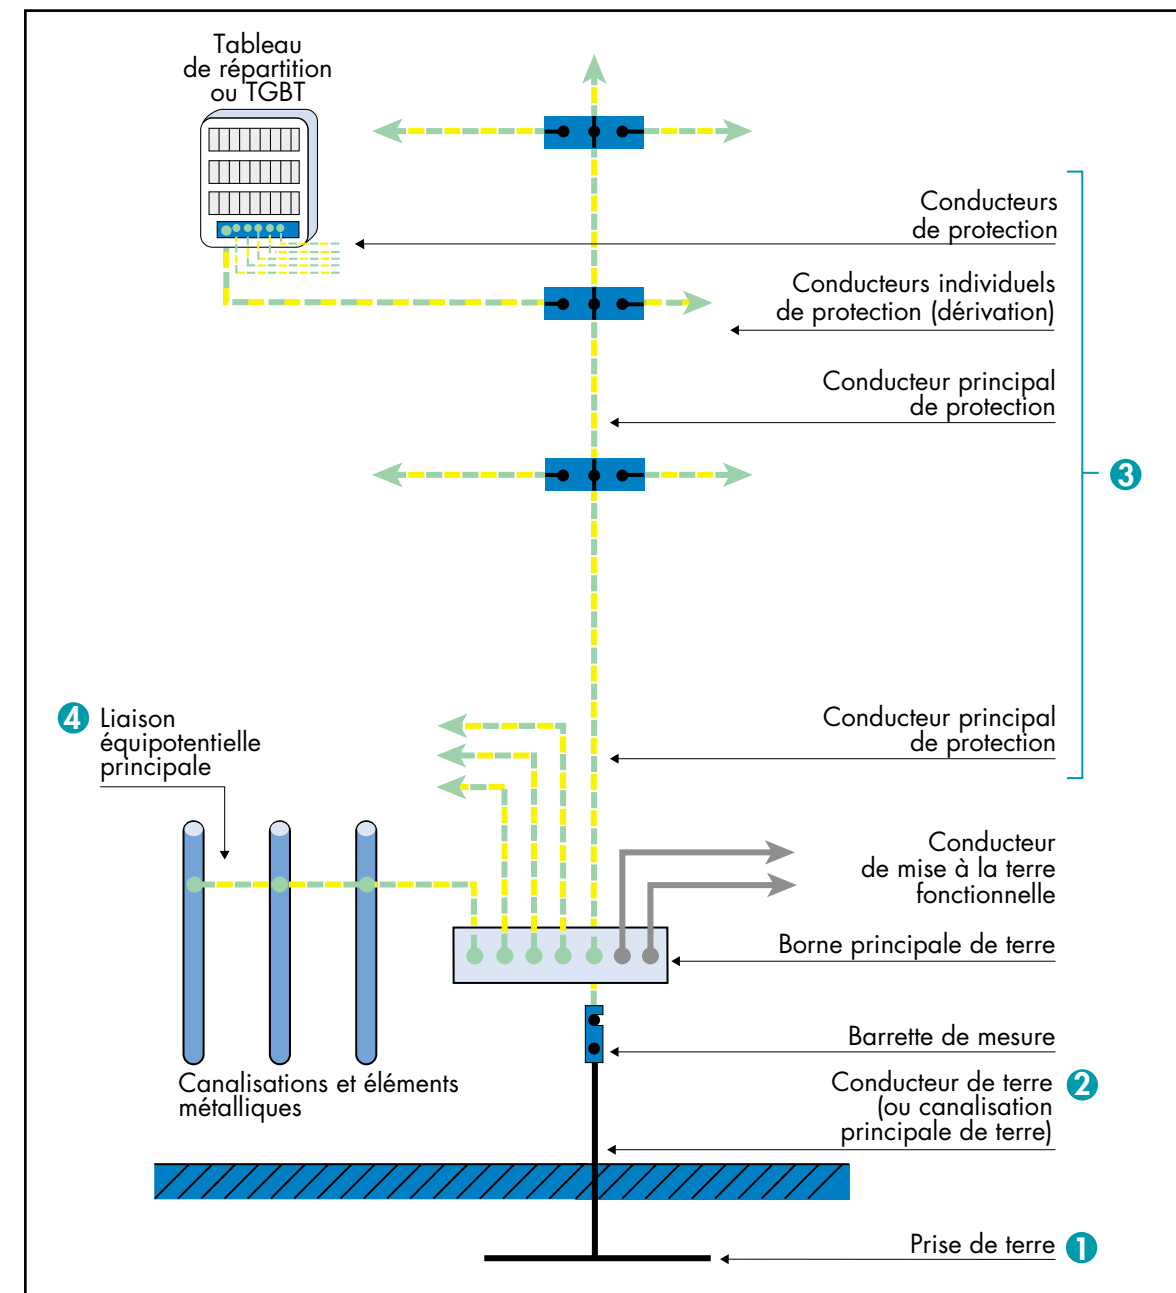 Tableau
de répartition
ou TGBT
Conducteurs
de protection
Conducteurs individuels
de protection (dérivation)
Conducteur principal
de protection
3
4 Liaison
équipotentielle
principale
Conducteur principal
de protection
Conducteur
de mise à la terre
fonctionnelle
Borne principale de terre
Barrette de mesure
Canalisations et éléments
métalliques
Conducteur de terre 2
(ou canalisation
principale de terre)
Prise de terre 1